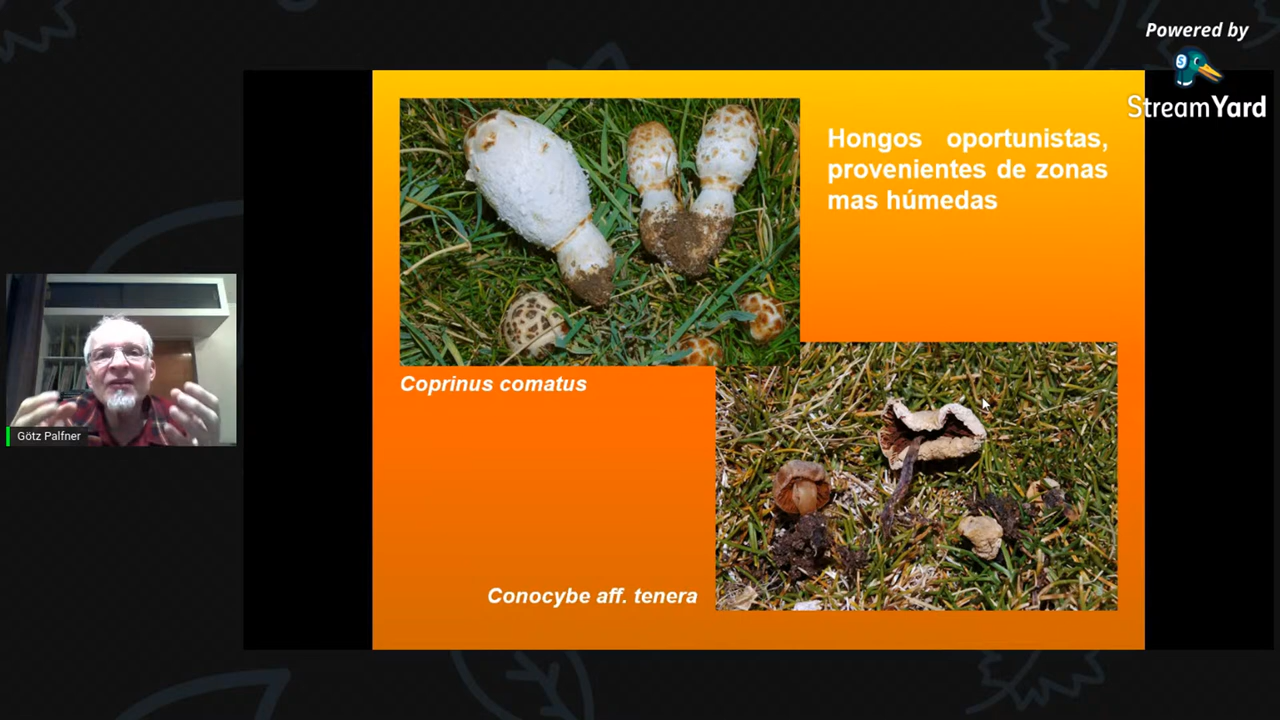 Powered by
StreamYard
Hongos oportunistas,
provenientes de zonas
mas húmedas
Coprinus comatus
Götz Palfner
Conocybe aff. tenera